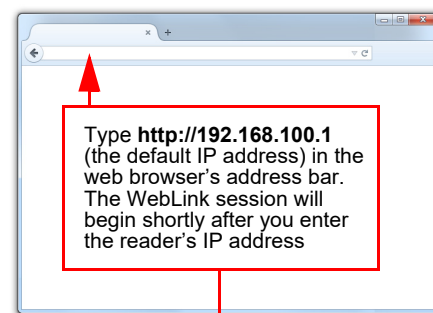 Type http://192.168.100.1
(the default IP address) in the
web browser’s address bar.
The WebLink session will
begin shortly after you enter
the reader’s IP address